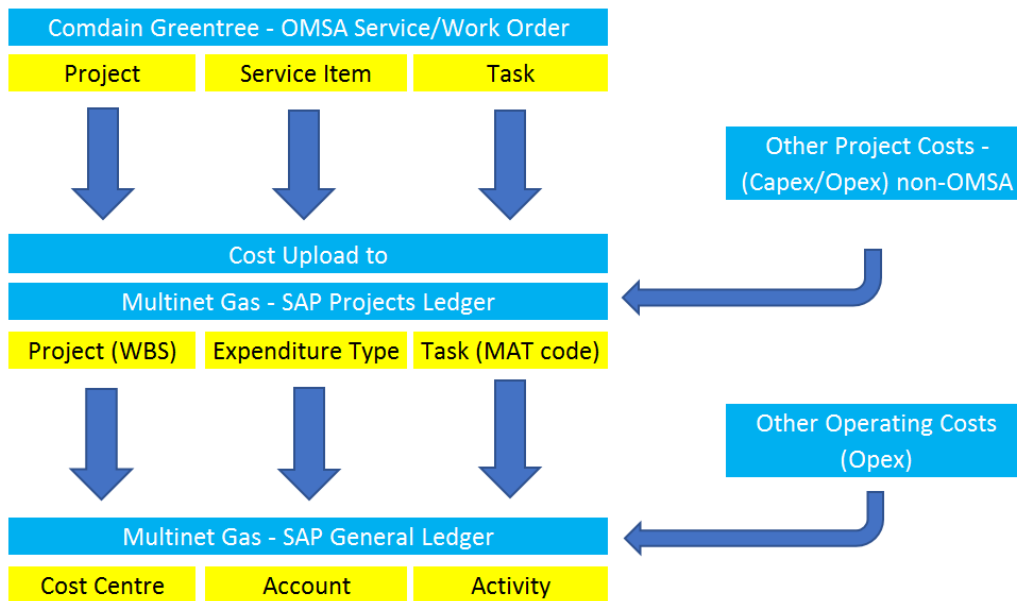 Comdain Greentree - OMSA Service/Work Order
Project
Service Item
Task
Other Project Costs -
(Capex/Opex) non-OMSA
Cost Upload to
Multinet Gas - SAP Projects Ledger
Project (WBS)
Expenditure Type
Task (MAT code)
Other Operating Costs
(Opex)
Multinet Gas - SAP General Ledger
Cost Centre
Account
Activity